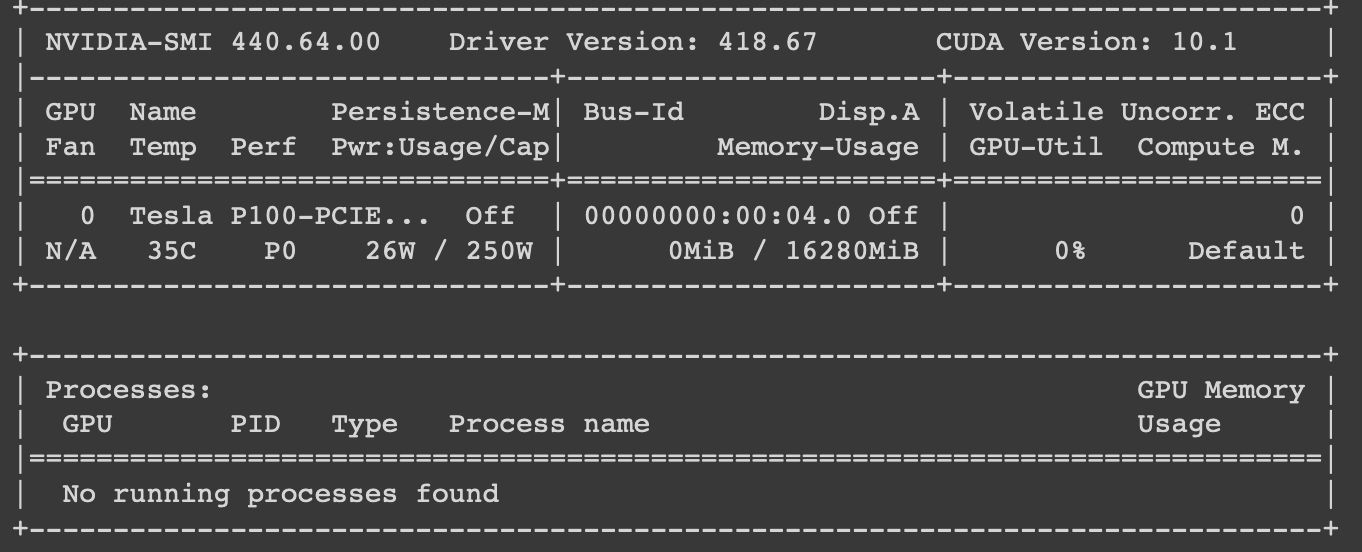 +-----------------------------------------------------------------------------+
| NVIDIA-SMI 440.64.00    Driver Version: 418.67       CUDA Version: 10.1     |
|-------------------------------+----------------------+----------------------+
| GPU  Name        Persistence-M| Bus-Id        Disp.A | Volatile Uncorr. ECC |
| Fan  Temp  Perf  Pwr:Usage/Cap|         Memory-Usage | GPU-Util  Compute M. |
|===============================+======================+======================|
|   0  Tesla P100-PCIE...  Off  | 00000000:00:04.0 Off |                    0 |
| N/A   35C    P0    26W / 250W |      0MiB / 16280MiB |      0%      Default |
+-------------------------------+----------------------+----------------------+

+-----------------------------------------------------------------------------+
| Processes:                                                       GPU Memory |
|  GPU       PID   Type   Process name                             Usage      |
|=============================================================================|
|  No running processes found                                                 |
+-----------------------------------------------------------------------------+